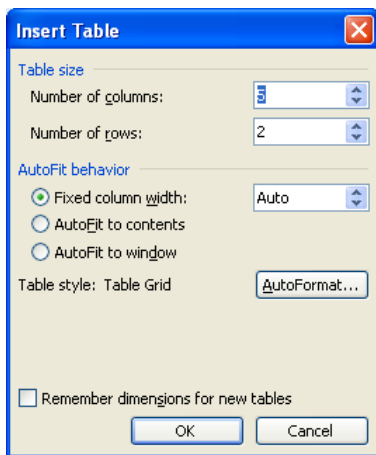 Insert Table
Table size
Number of columns: 5
Number of rows: 2
AutoFit behavior
Fixed column width: Auto
AutoFit to contents
AutoFit to window
Table style: Table Grid AutoFormat...
Remember dimensions for new tables
OK Cancel